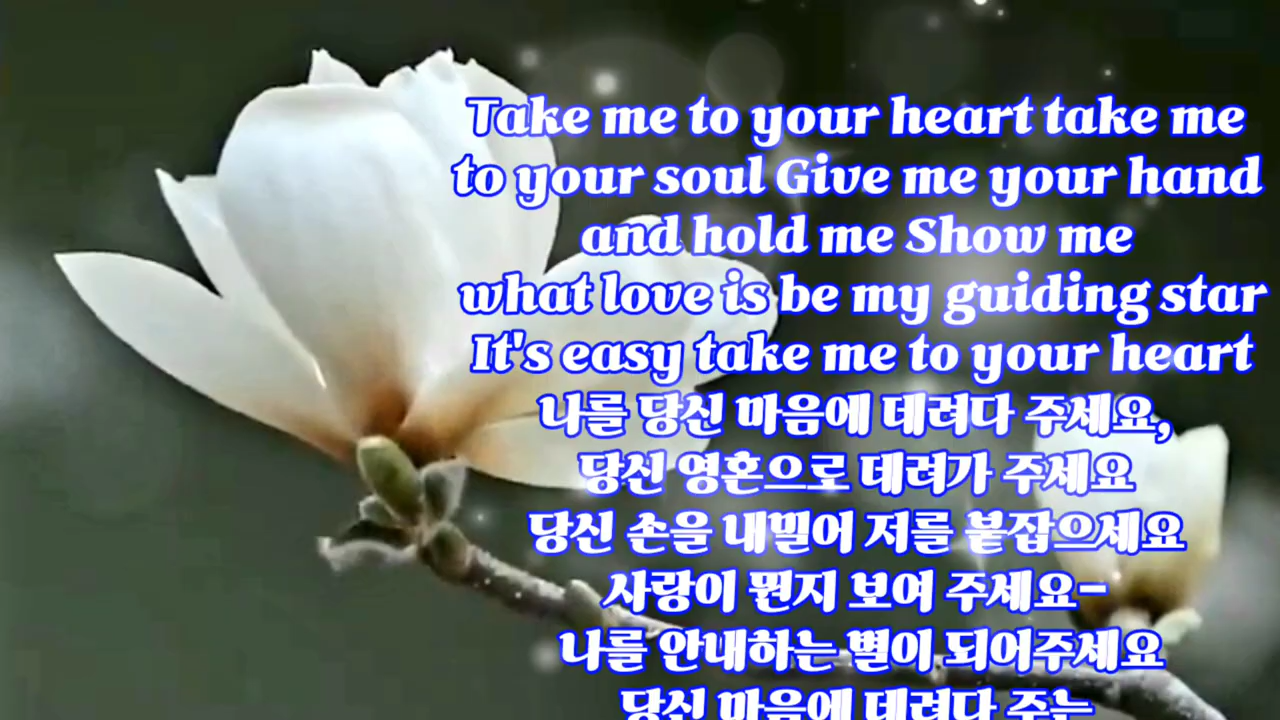 Take me to your heart take me
to your soul Give me your hand
and hold me Show me
what love is be my guiding star
It's easy take me to your heart
나를 당신 마음에 데려다 주세요,
당신 영혼으로 데려가 주세요
당신 손을 내밀어 저를 붙잡으세요
사랑이 뭔지 보여 주세요-
나를 안내하는 별이 되어주세요
당신 마음에 데려다 주는